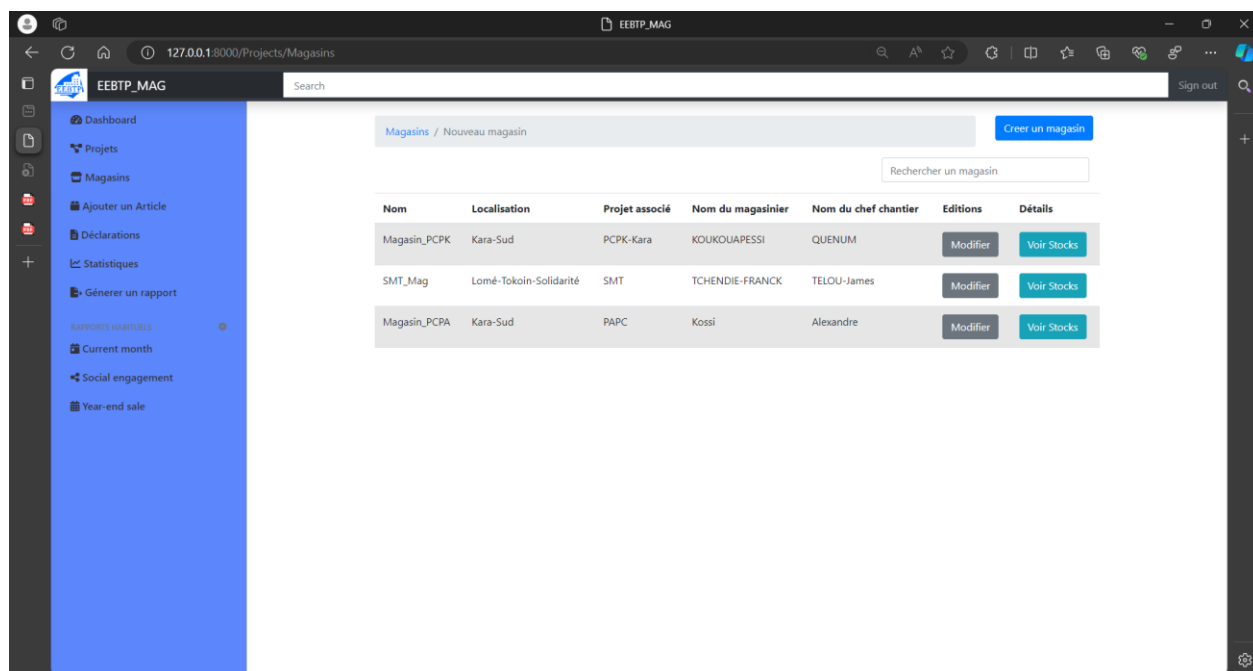 EEBTP_MAG
127.0.0.1:8000/Projects/Magasins
EEBTP EEBTP_MAG Search Sign out
Dashboard
Projets
Magasins
Ajouter un Article
Déclarations
Statistiques
Génerer un rapport
RAPPORTS HABITUELS
Current month
Social engagement
Year-end sale
Magasins / Nouveau magasin
Creer un magasin
Rechercher un magasin
Nom Localisation Projet associé Nom du magasinier Nom du chef chantier Editions Détails
Magasin_PCPK Kara-Sud PCPK-Kara KOUKOUAPESSI QUENUM Modifier Voir Stocks
SMT_Mag Lomé-Tokoin-Solidarité SMT TCHENDIE-FRANCK TELOU-James Modifier Voir Stocks
Magasin_PCPA Kara-Sud PAPC Kossi Alexandre Modifier Voir Stocks